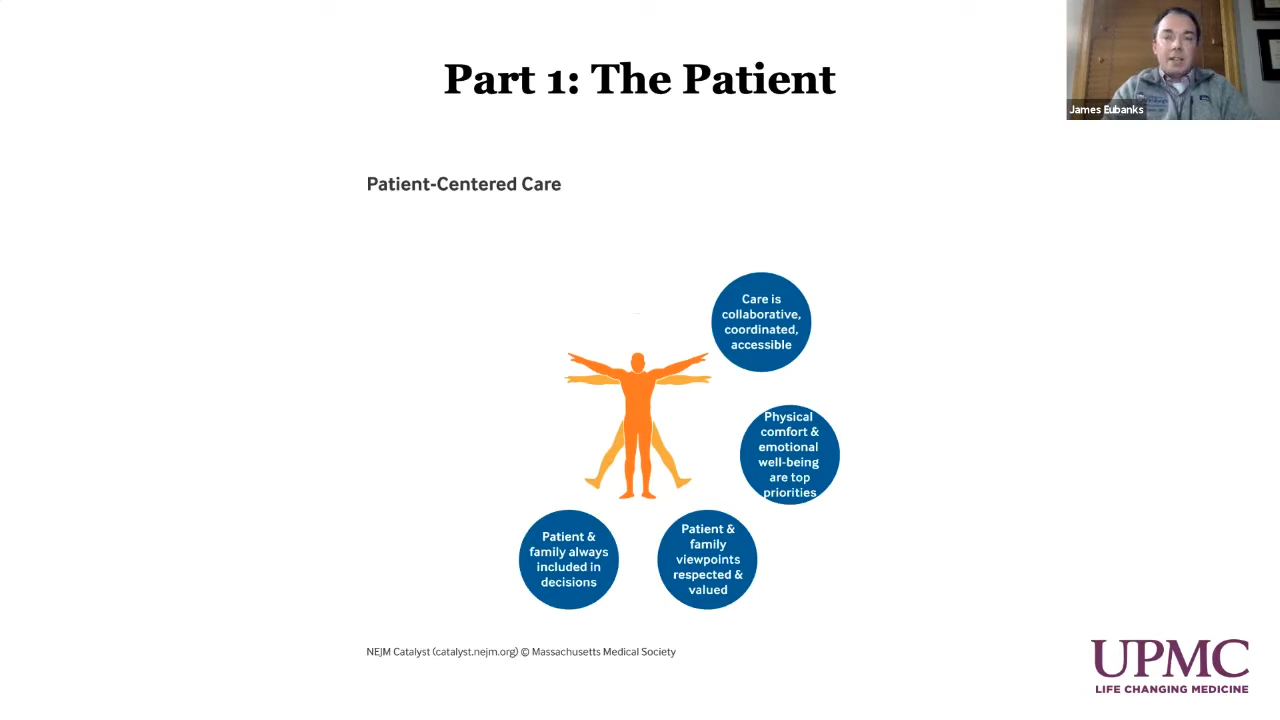 Part 1: The Patient
James Eubanks
Patient-Centered Care
Care is
collaborative,
coordinated,
accessible
Physical
comfort &
emotional
well-being
are top
priorities
Patient &
family
viewpoints
respected &
valued
Patient &
family always
included in
decisions
NEJM Catalyst (catalyst.nejm.org) © Massachusetts Medical Society
UPMC
LIFE CHANGING MEDICINE